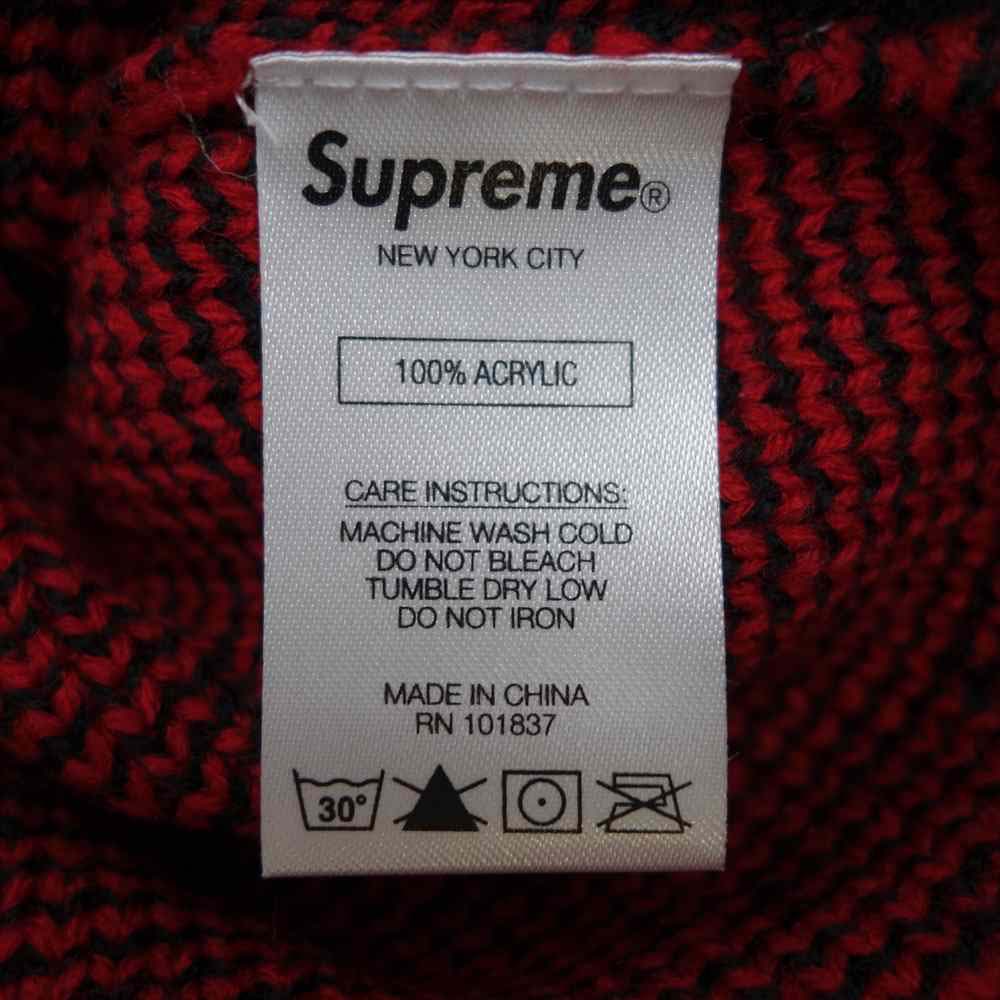 Supreme®
NEW YORK CITY
100% ACRYLIC
CARE INSTRUCTIONS:
MACHINE WASH COLD
DO NOT BLEACH
TUMBLE DRY LOW
DO NOT IRON
MADE IN CHINA
RN 101837
30°